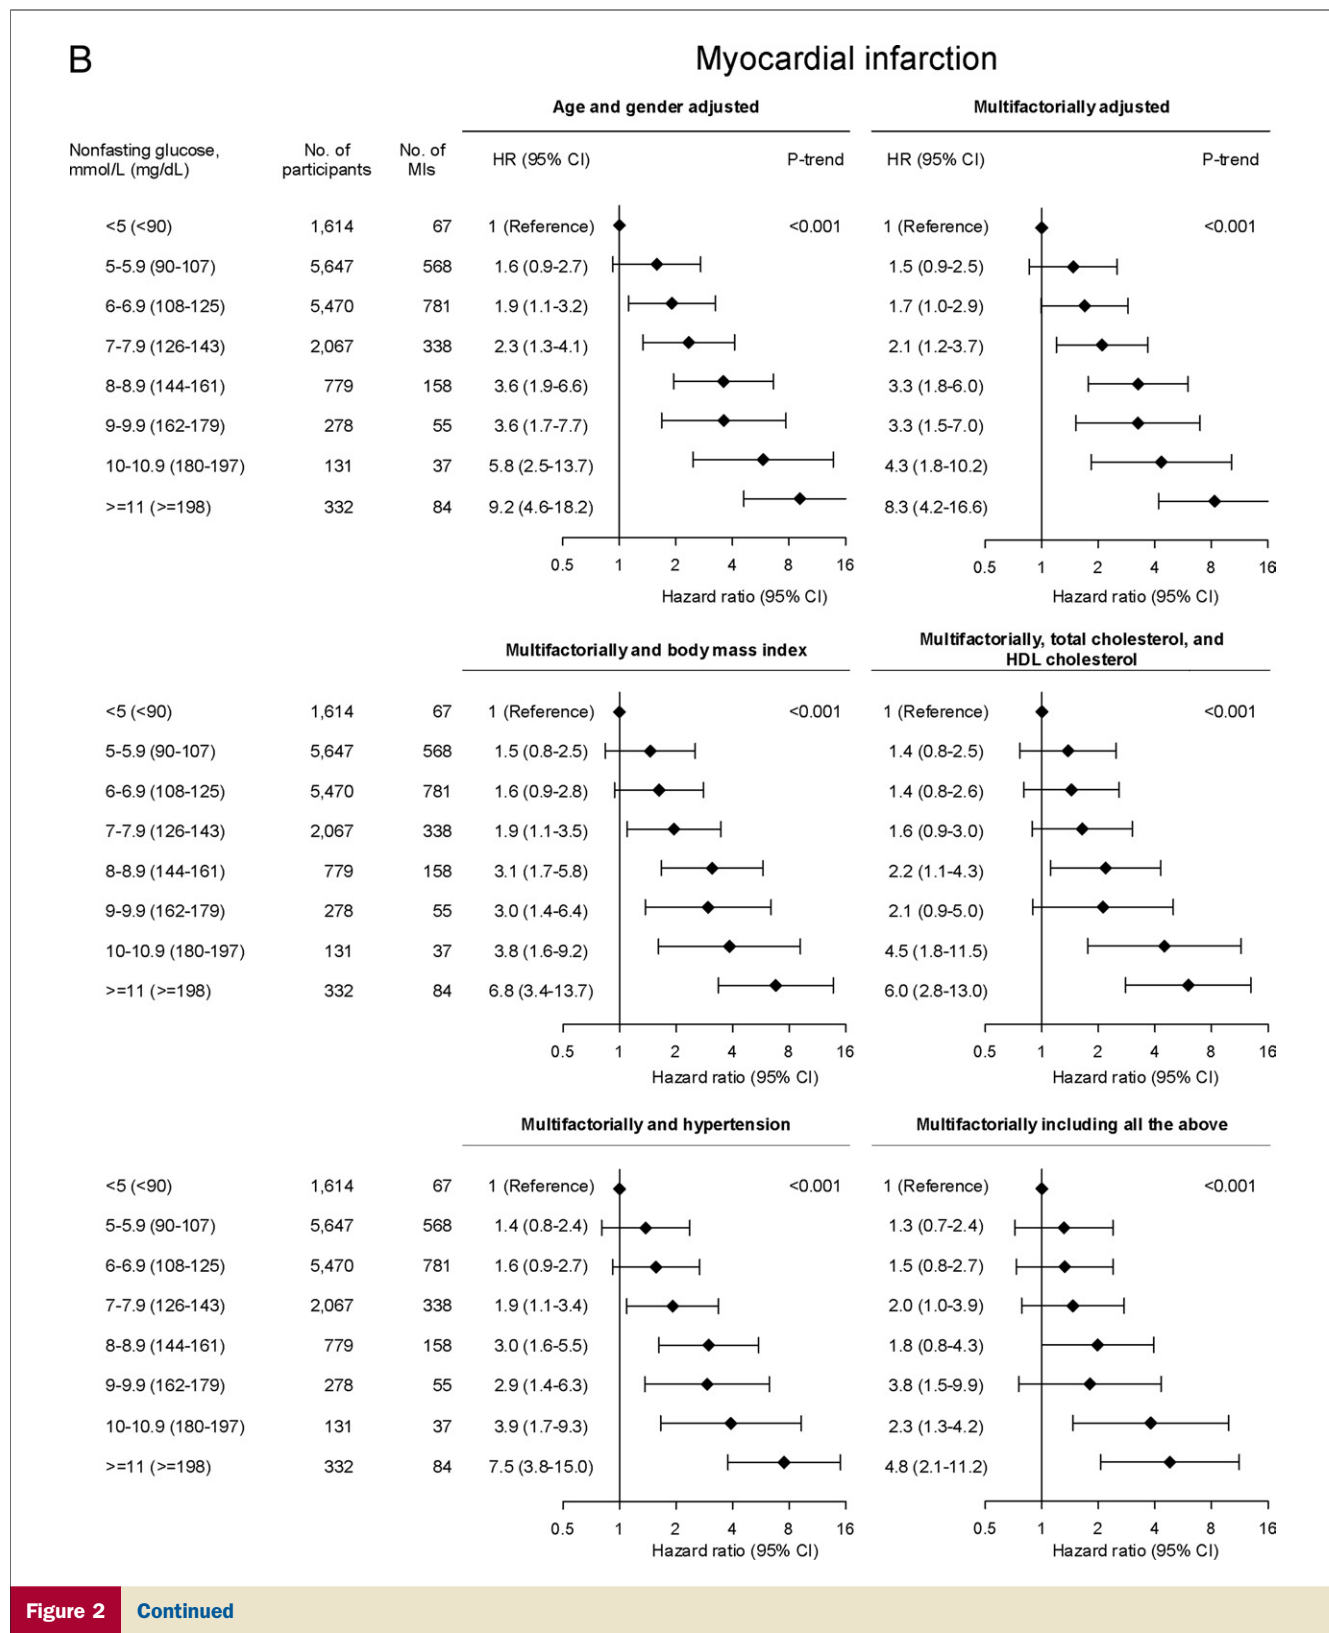 B
Myocardial infarction
Age and gender adjusted Multifactorially adjusted
Nonfasting glucose, No. of No. of HR (95% CI) P-trend HR (95% CI) P-trend
mmol/L (mg/dL) participants MIs
<5 (<90) 1,614 67 1 (Reference) <0.001 1 (Reference) <0.001
5-5.9 (90-107) 5,647 568 1.6 (0.9-2.7) 1.5 (0.9-2.5)
6-6.9 (108-125) 5,470 781 1.9 (1.1-3.2) 1.7 (1.0-2.9)
7-7.9 (126-143) 2,067 338 2.3 (1.3-4.1) 2.1 (1.2-3.7)
8-8.9 (144-161) 779 158 3.6 (1.9-6.6) 3.3 (1.8-6.0)
9-9.9 (162-179) 278 55 3.6 (1.7-7.7) 3.3 (1.5-7.0)
10-10.9 (180-197) 131 37 5.8 (2.5-13.7) 4.3 (1.8-10.2)
>=11 (>=198) 332 84 9.2 (4.6-18.2) 8.3 (4.2-16.6)
0.5 1 2 4 8 16 0.5 1 2 4 8 16
Hazard ratio (95% CI) Hazard ratio (95% CI)
Multifactorially and body mass index Multifactorially, total cholesterol, and
HDL cholesterol
<5 (<90) 1,614 67 1 (Reference) <0.001 1 (Reference) <0.001
5-5.9 (90-107) 5,647 568 1.5 (0.8-2.5) 1.4 (0.8-2.5)
6-6.9 (108-125) 5,470 781 1.6 (0.9-2.8) 1.4 (0.8-2.6)
7-7.9 (126-143) 2,067 338 1.9 (1.1-3.5) 1.6 (0.9-3.0)
8-8.9 (144-161) 779 158 3.1 (1.7-5.8) 2.2 (1.1-4.3)
9-9.9 (162-179) 278 55 3.0 (1.4-6.4) 2.1 (0.9-5.0)
10-10.9 (180-197) 131 37 3.8 (1.6-9.2) 4.5 (1.8-11.5)
>=11 (>=198) 332 84 6.8 (3.4-13.7) 6.0 (2.8-13.0)
0.5 1 2 4 8 16 0.5 1 2 4 8 16
Hazard ratio (95% CI) Hazard ratio (95% CI)
Multifactorially and hypertension Multifactorially including all the above
<5 (<90) 1,614 67 1 (Reference) <0.001 1 (Reference) <0.001
5-5.9 (90-107) 5,647 568 1.4 (0.8-2.4) 1.3 (0.7-2.4)
6-6.9 (108-125) 5,470 781 1.6 (0.9-2.7) 1.5 (0.8-2.7)
7-7.9 (126-143) 2,067 338 1.9 (1.1-3.4) 2.0 (1.0-3.9)
8-8.9 (144-161) 779 158 3.0 (1.6-5.5) 1.8 (0.8-4.3)
9-9.9 (162-179) 278 55 2.9 (1.4-6.3) 3.8 (1.5-9.9)
10-10.9 (180-197) 131 37 3.9 (1.7-9.3) 2.3 (1.3-4.2)
>=11 (>=198) 332 84 7.5 (3.8-15.0) 4.8 (2.1-11.2)
0.5 1 2 4 8 16 0.5 1 2 4 8 16
Hazard ratio (95% CI) Hazard ratio (95% CI)
Figure 2 Continued